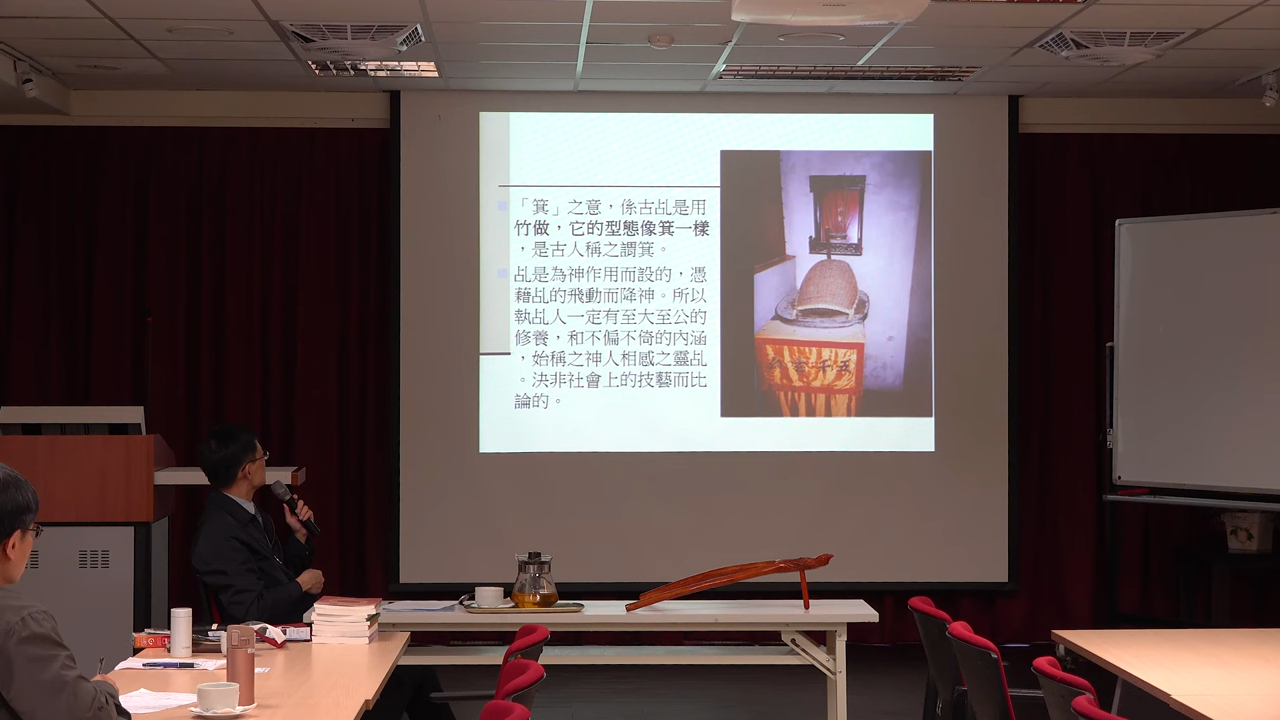 「箕」之意，係古乩是用
竹做，它的型態像箕一樣
，是古人稱之謂箕。
乩是為神作用而設的，憑
藉乩的飛動而降神。所以
執乩人一定有至大至公的
修養，和不偏不倚的內涵
，始稱之神人相感之靈乩
。決非社會上的技藝而比
論的。